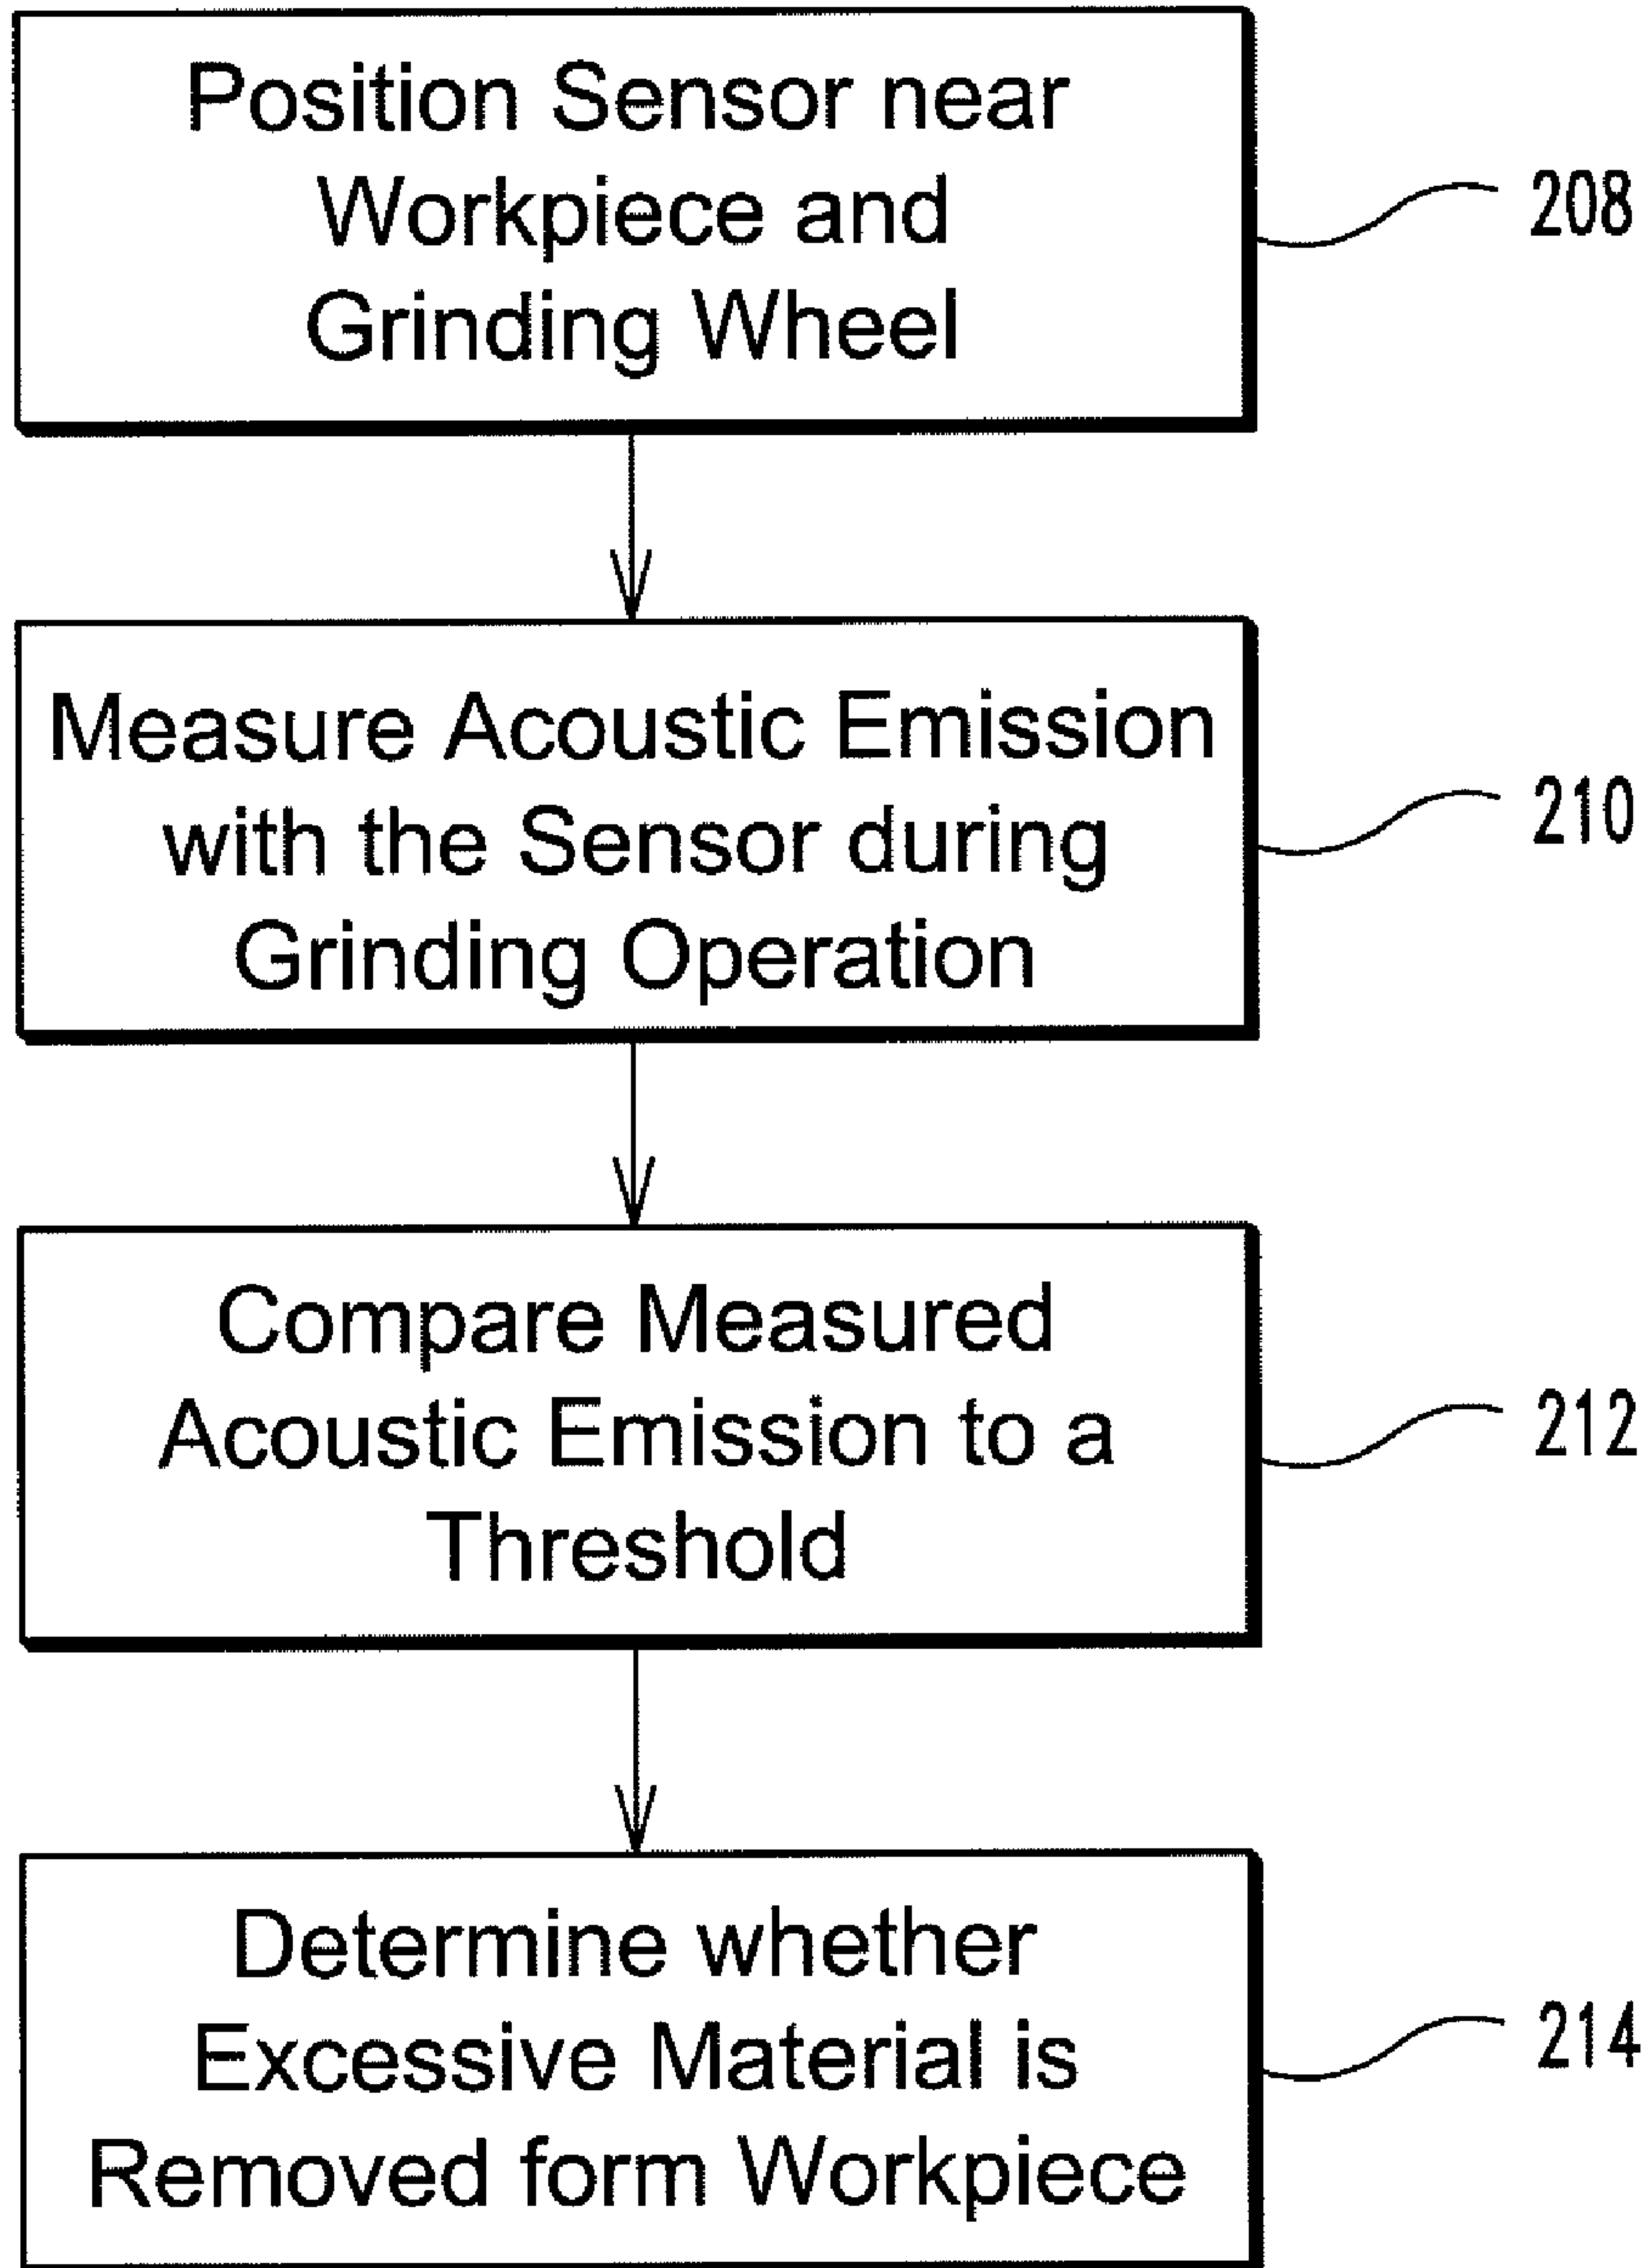 Position Sensor near
Workpiece and
Grinding Wheel
208
Measure Acoustic Emission
with the Sensor during
Grinding Operation
210
Compare Measured
Acoustic Emission to a
Threshold
212
Determine whether
Excessive Material is
Removed form Workpiece
214